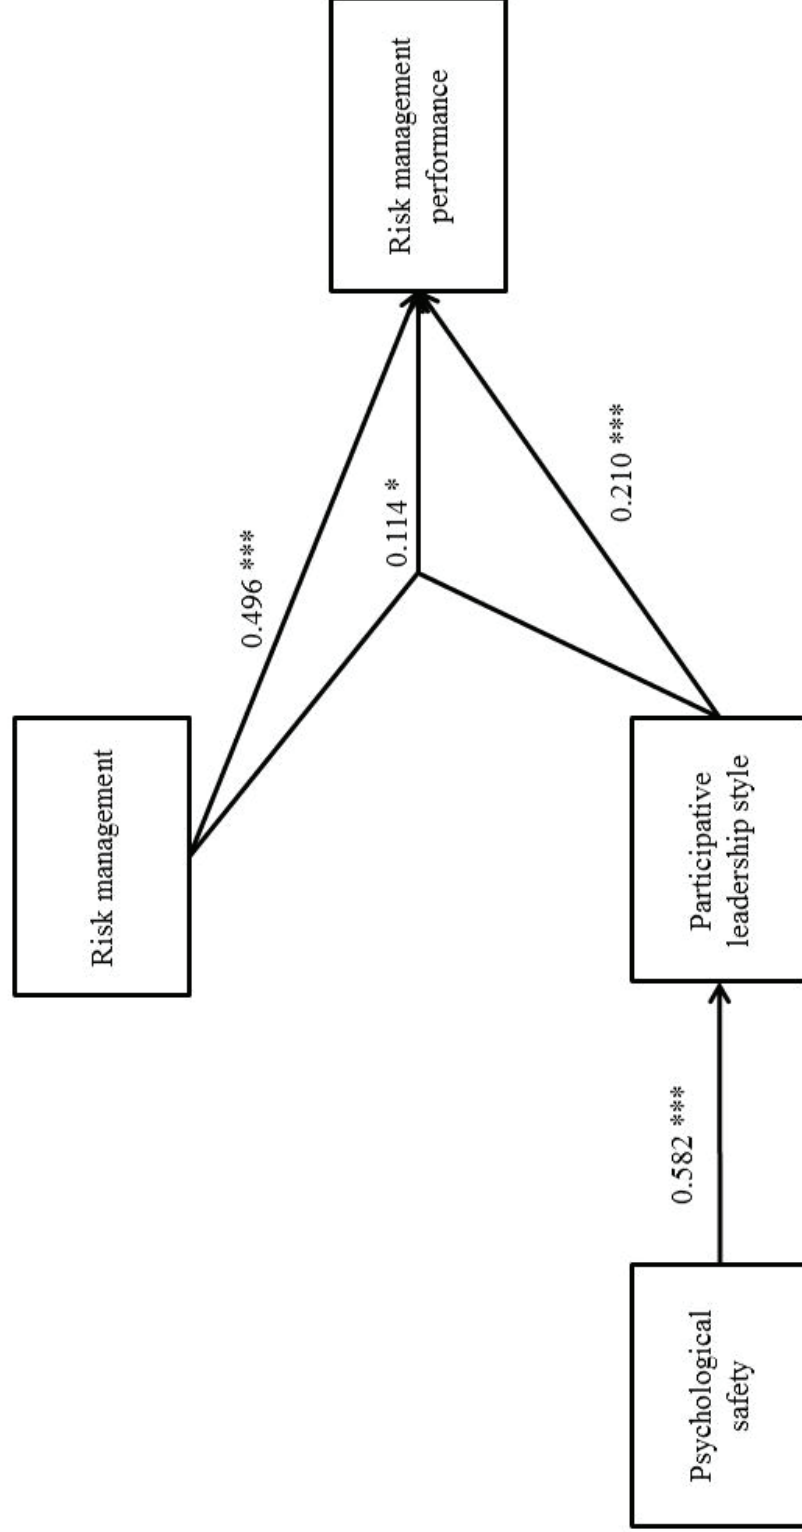 Risk management
0.496 ***
Risk management
performance
0.114 *
0.210 ***
Psychological
safety
0.582 ***
Participative
leadership style